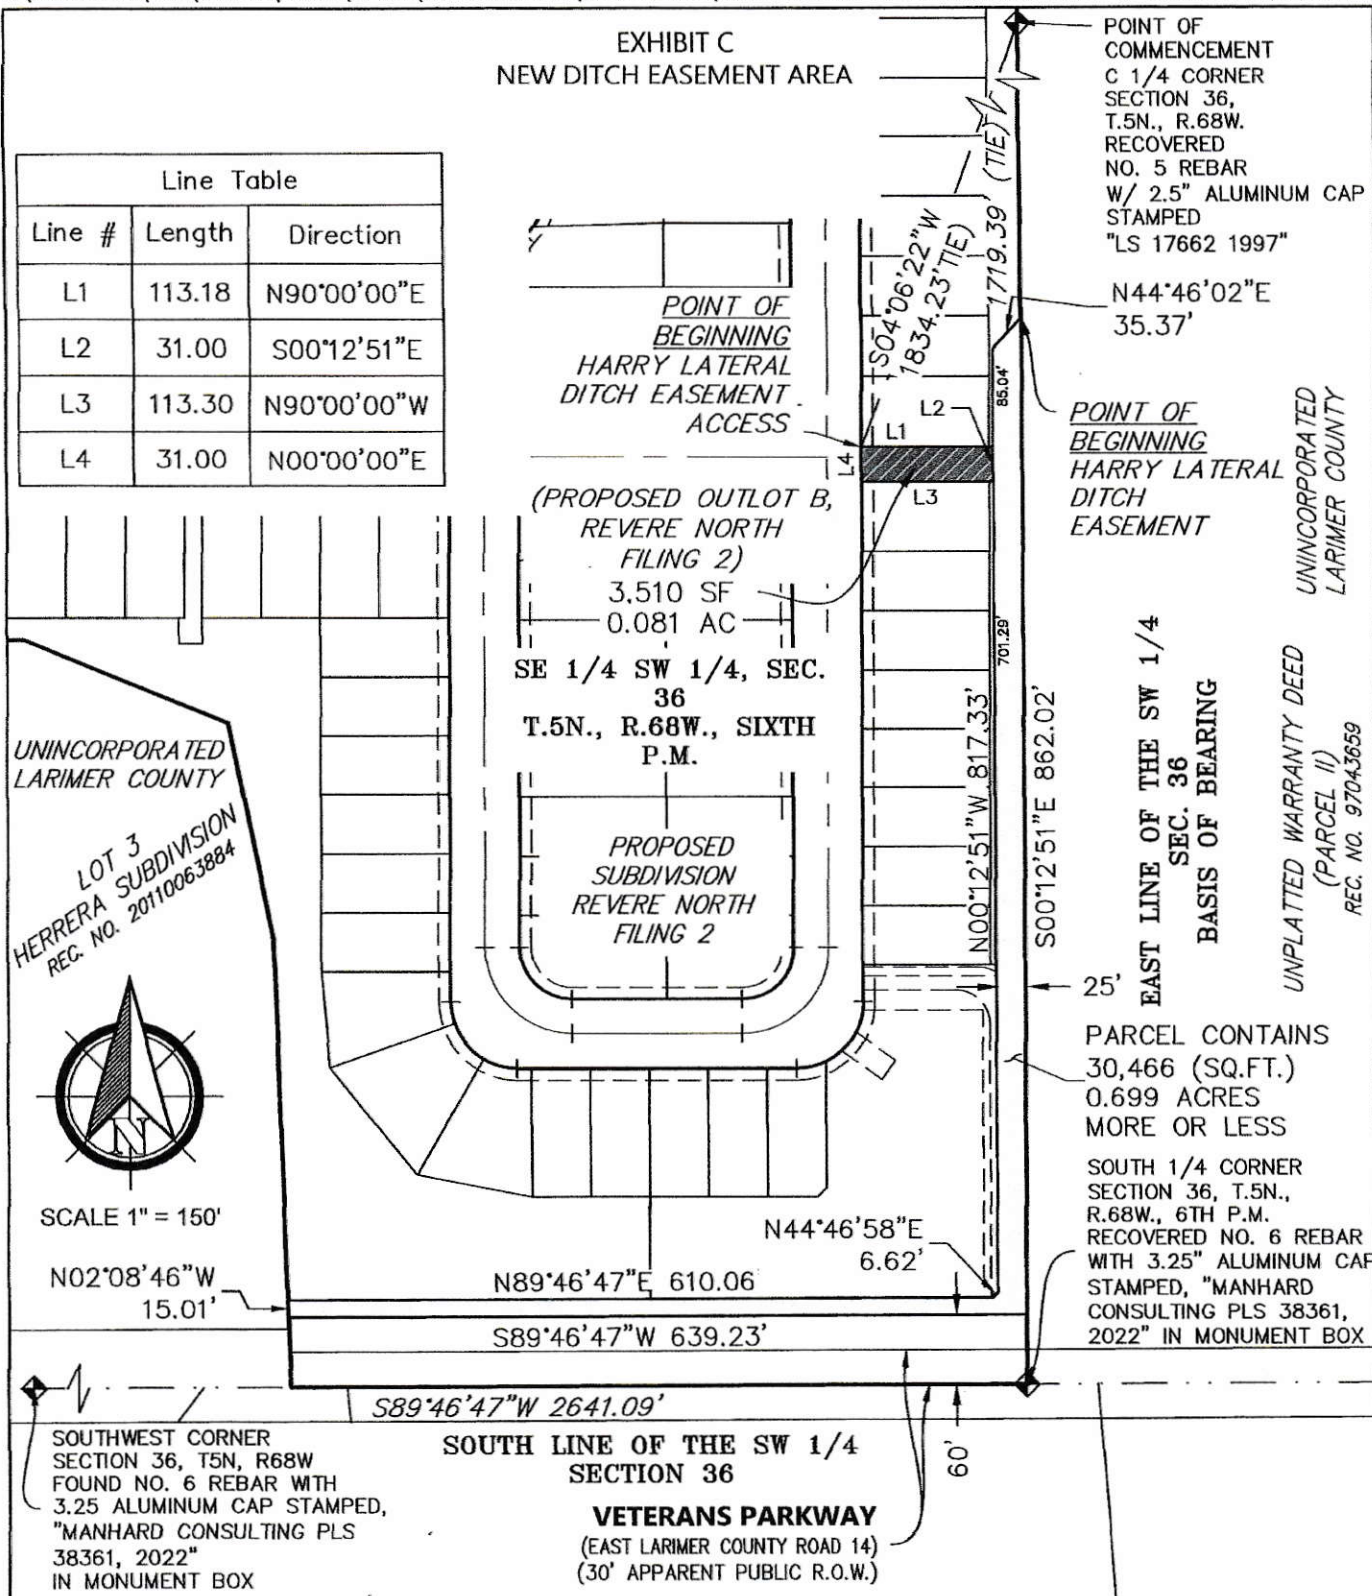 EXHIBIT C
NEW DITCH EASEMENT AREA
POINT OF
COMMENCEMENT
C 1/4 CORNER
SECTION 36,
T.5N., R.68W.
RECOVERED
NO. 5 REBAR
W/ 2.5" ALUMINUM CAP
STAMPED
"LS 17662 1997"
Line Table
Line # Length Direction
L1 113.18 N90°00'00"E
L2 31.00 S00°12'51"E
L3 113.30 N90°00'00"W
L4 31.00 N00°00'00"E
1719.39' (TIE)
S04°06'22"W
1834.23'TIE)
N44°46'02"E
35.37'
POINT OF
BEGINNING
HARRY LATERAL
DITCH EASEMENT
ACCESS
L1
L2
L3
L4
85.04'
POINT OF
BEGINNING
HARRY LATERAL
DITCH
EASEMENT
UNINCORPORATED
LARIMER COUNTY
(PROPOSED OUTLOT B,
REVERE NORTH
FILING 2)
3,510 SF
0.081 AC
SE 1/4 SW 1/4, SEC.
36
T.5N., R.68W., SIXTH
P.M.
701.29'
N00°12'51"W 817.33'
S00°12'51"E 862.02'
EAST LINE OF THE SW 1/4
SEC. 36
BASIS OF BEARING
UNPLATTED WARRANTY DEED
(PARCEL II)
REC. NO. 97043659
UNINCORPORATED
LARIMER COUNTY
LOT 3
HERRERA SUBDIVISION
REC. NO. 20110063884
PROPOSED
SUBDIVISION
REVERE NORTH
FILING 2
25'
PARCEL CONTAINS
30,466 (SQ.FT.)
0.699 ACRES
MORE OR LESS
N
SCALE 1" = 150'
SOUTH 1/4 CORNER
SECTION 36, T.5N.,
R.68W., 6TH P.M.
RECOVERED NO. 6 REBAR
WITH 3.25" ALUMINUM CAP
STAMPED, "MANHARD
CONSULTING PLS 38361,
2022" IN MONUMENT BOX
N44°46'58"E
6.62'
N02°08'46"W
15.01'
N89°46'47"E 610.06
S89°46'47"W 639.23'
S89°46'47"W 2641.09'
60'
SOUTHWEST CORNER
SECTION 36, T5N, R68W
FOUND NO. 6 REBAR WITH
3.25 ALUMINUM CAP STAMPED,
"MANHARD CONSULTING PLS
38361, 2022"
IN MONUMENT BOX
SOUTH LINE OF THE SW 1/4
SECTION 36
VETERANS PARKWAY
(EAST LARIMER COUNTY ROAD 14)
(30' APPARENT PUBLIC R.O.W.)